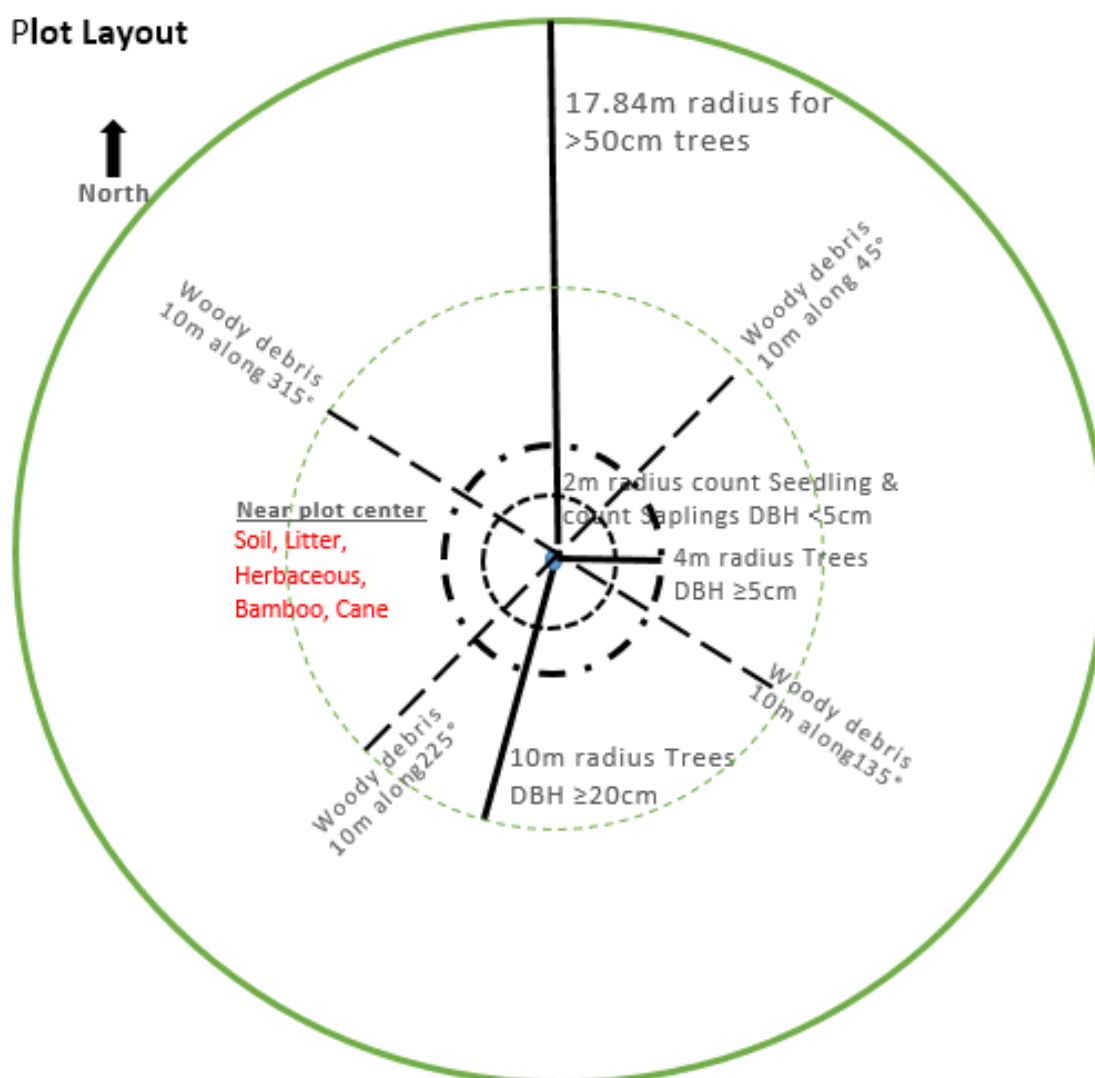 Plot Layout
17.84m radius for
>50cm trees
North
Woody debris
10m along 45°
Woody debris
10m along 315°
2m radius count Seedling &
count Saplings DBH <5cm
Near plot center
Soil, Litter,
Herbaceous,
Bamboo, Cane
4m radius Trees
DBH ≥5cm
Woody debris
10m along135°
Woody debris
10m along225°
10m radius Trees
DBH ≥20cm